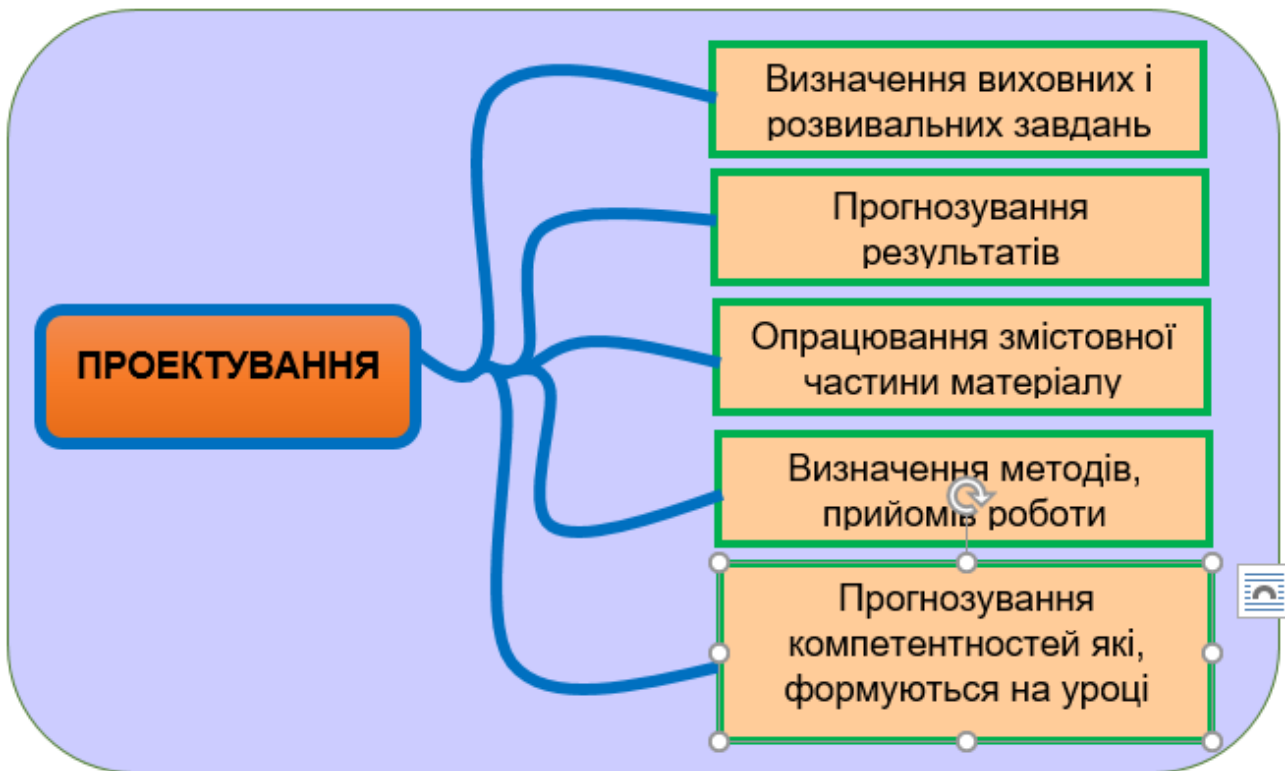 Визначення виховних і
розвивальних завдань
Прогнозування
результатів
ПРОЕКТУВАННЯ
Опрацювання змістовної
частини матеріалу
Визначення методів,
прийомів роботи
Прогнозування
компетентностей які,
формуються на уроці